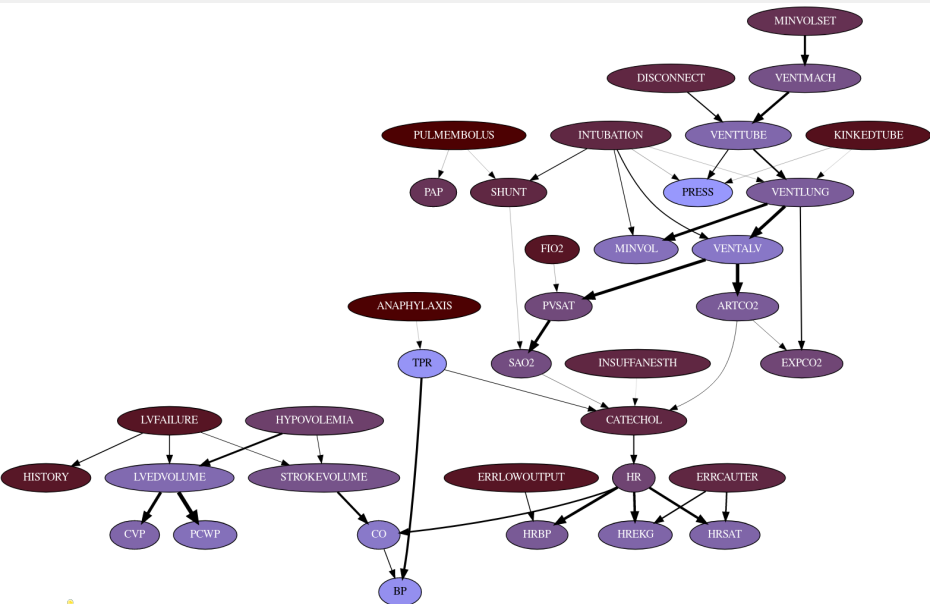 MINVOLSET
DISCONNECT
VENTMACH
PULMEMBOLUS
INTUBATION
VENTTUBE
KINKEDTUBE
PAP
SHUNT
PRESS
VENTLUNG
FIO2
MINVOL
VENTALV
ANAPHYLAXIS
PVSAT
ARTCO2
TPR
SAO2
INSUFFANESTH
EXPCO2
LVFAILURE
HYPOVOLEMIA
CATECHOL
HISTORY
LVEDVOLUME
STROKEVOLUME
ERRLOWOUTPUT
HR
ERRCAUTER
CVP
PCWP
CO
HRBP
HREKG
HRSAT
BP